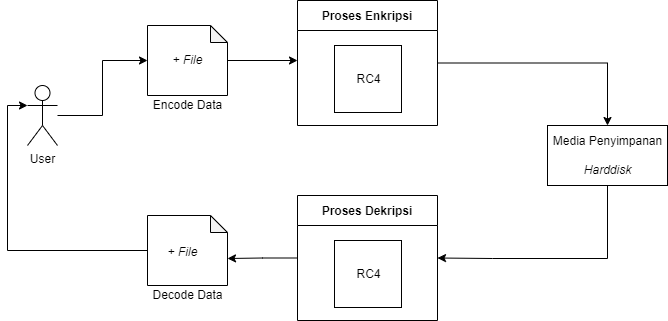 Proses Enkripsi
+ File
RC4
Encode Data
User
Media Penyimpanan
Harddisk
Proses Dekripsi
+ File
RC4
Decode Data